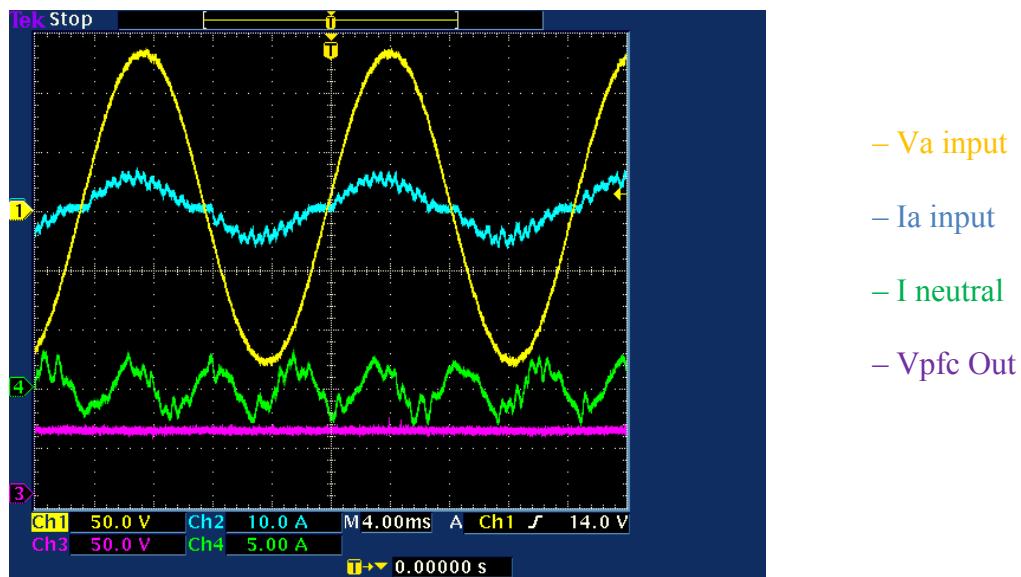 Tek Stop
T
T
1
4
3
Ch1 50.0 V Ch2 10.0 A M 4.00ms A Ch1 14.0 V
Ch3 50.0 V Ch4 5.00 A
T 0.00000 s
– Va input
– Ia input
– I neutral
– Vpfc Out